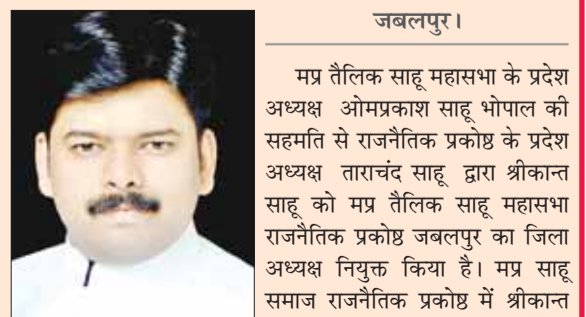 जबलपुर।
मप्र तैलिक साहू महासभा के प्रदेश
अध्यक्ष ओमप्रकाश साहू भोपाल की
सहमति से राजनैतिक प्रकोष्ठ के प्रदेश
अध्यक्ष ताराचंद साहू द्वारा श्रीकान्त
साहू को मप्र तैलिक साहू महासभा
राजनैतिक प्रकोष्ठ जबलपुर का जिला
अध्यक्ष नियुक्त किया है। मप्र साहू
समाज राजनैतिक प्रकोष्ठ में श्रीकान्त